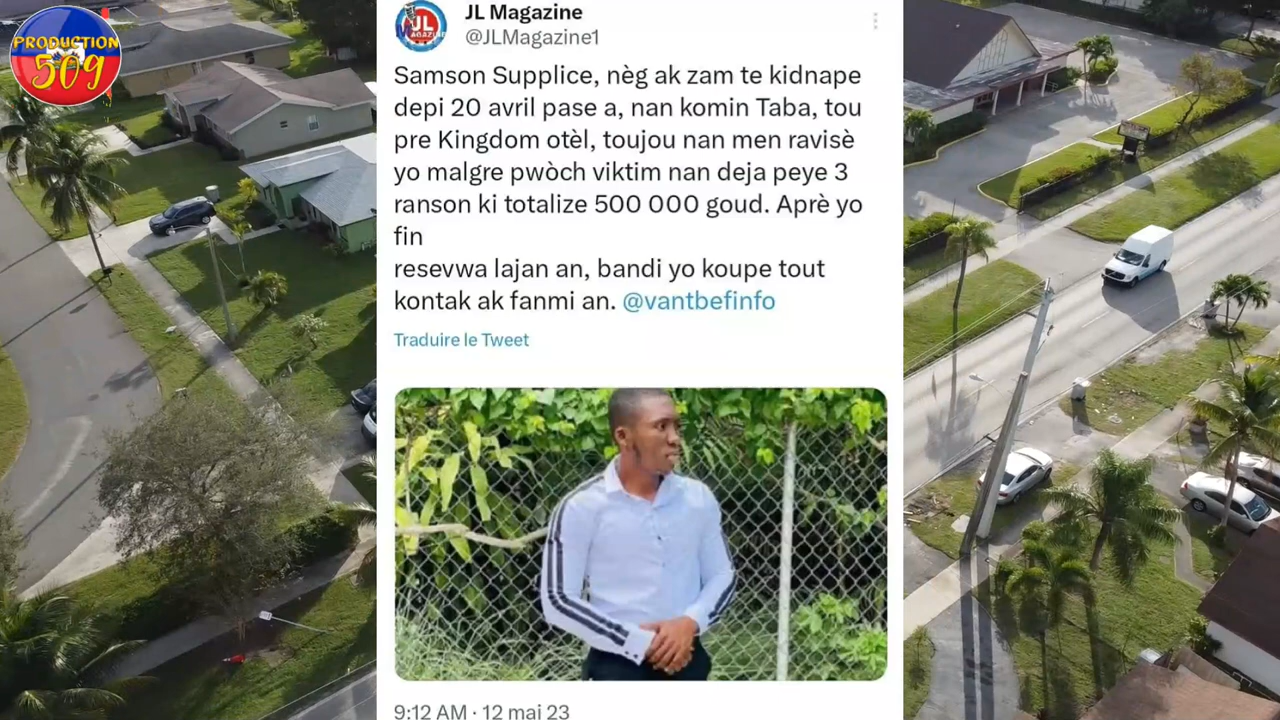 PRODUCTION
509
JL Magazine
@JLMagazine1
Samson Supplice, nèg ak zam te kidnape
depi 20 avril pase a, nan komin Taba, tou
pre Kingdom otèl, toujou nan men ravisè
yo malgre pwòch viktim nan deja peye 3
ranson ki totalize 500 000 goud. Aprè yo
fin
resevwa lajan an, bandi yo koupe tout
kontak ak fanmi an. @vantbefinfo
Traduire le Tweet
9:12 AM · 12 mai 23